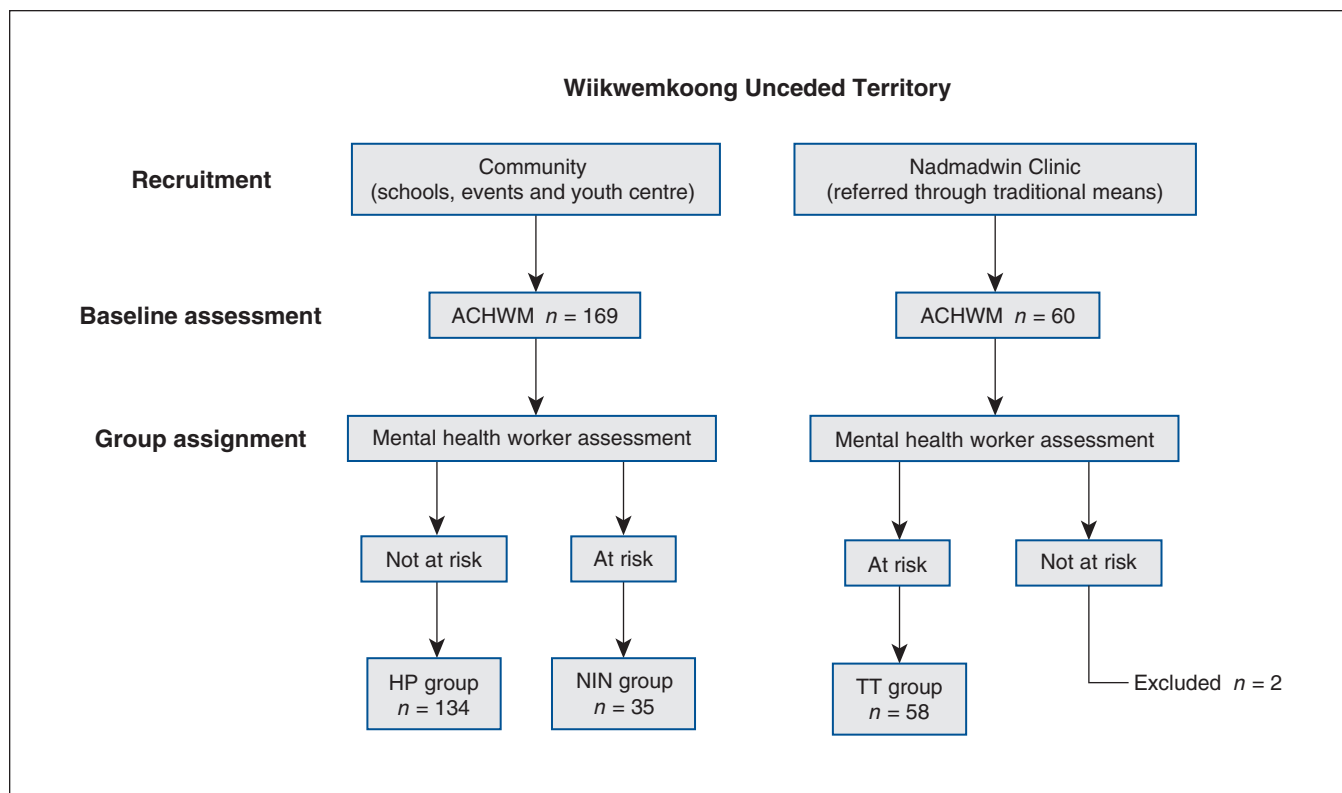 Wiikwemkoong Unceded Territory
Recruitment
Community
(schools, events and youth centre)
Nadmadwin Clinic
(referred through traditional means)
Baseline assessment
ACHWM n = 169
ACHWM n = 60
Group assignment
Mental health worker assessment
Mental health worker assessment
Not at risk
At risk
At risk
Not at risk
HP group
n = 134
NIN group
n = 35
TT group
n = 58
Excluded n = 2